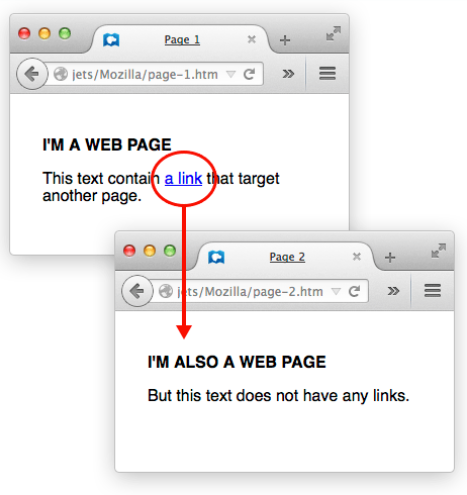 Page 1
jets/Mozilla/page-1.htm
I'M A WEB PAGE
This text contain a link that target
another page.
Page 2
jets/Mozilla/page-2.htm
I'M ALSO A WEB PAGE
But this text does not have any links.